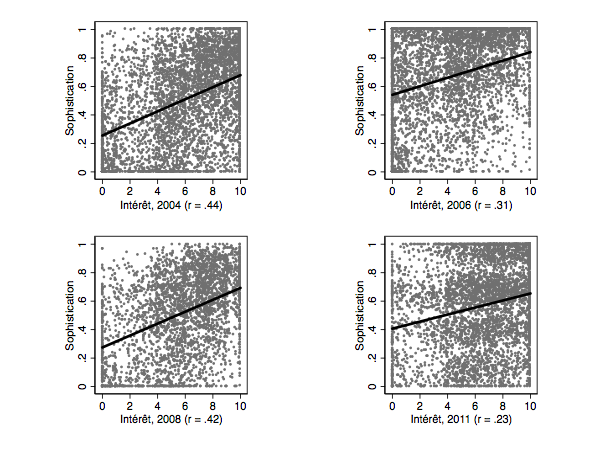 Sophistication
1
.8
.6
.4
.2
0
0 2 4 6 8 10
Intérêt, 2004 (r = .44)
Sophistication
1
.8
.6
.4
.2
0
0 2 4 6 8 10
Intérêt, 2006 (r = .31)
Sophistication
1
.8
.6
.4
.2
0
0 2 4 6 8 10
Intérêt, 2008 (r = .42)
Sophistication
1
.8
.6
.4
.2
0
0 2 4 6 8 10
Intérêt, 2011 (r = .23)